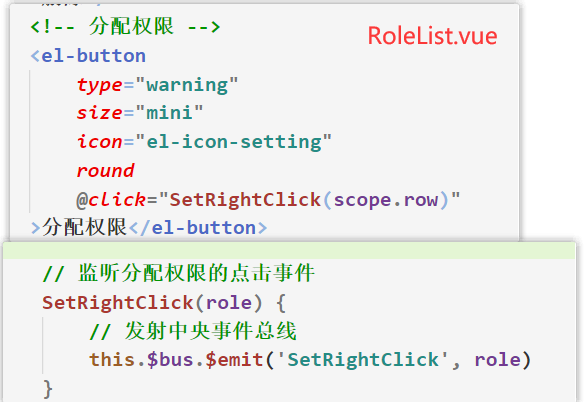 <!-- 分配权限 -->
RoleList.vue
<el-button
type="warning"
size="mini"
icon="el-icon-setting"
round
@click="SetRightClick(scope.row)"
>分配权限</el-button>
// 监听分配权限的点击事件
SetRightClick(role) {
// 发射中央事件总线
this.$bus.$emit('SetRightClick', role)
}